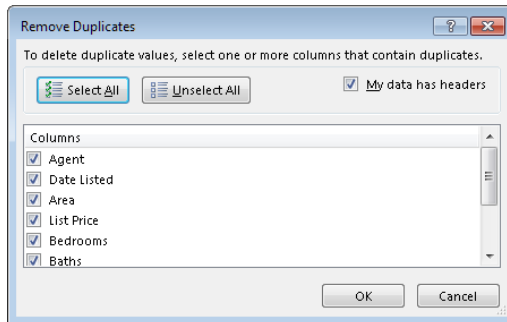 Remove Duplicates
To delete duplicate values, select one or more columns that contain duplicates.
Select All
Unselect All
My data has headers
Columns
Agent
Date Listed
Area
List Price
Bedrooms
Baths
OK
Cancel